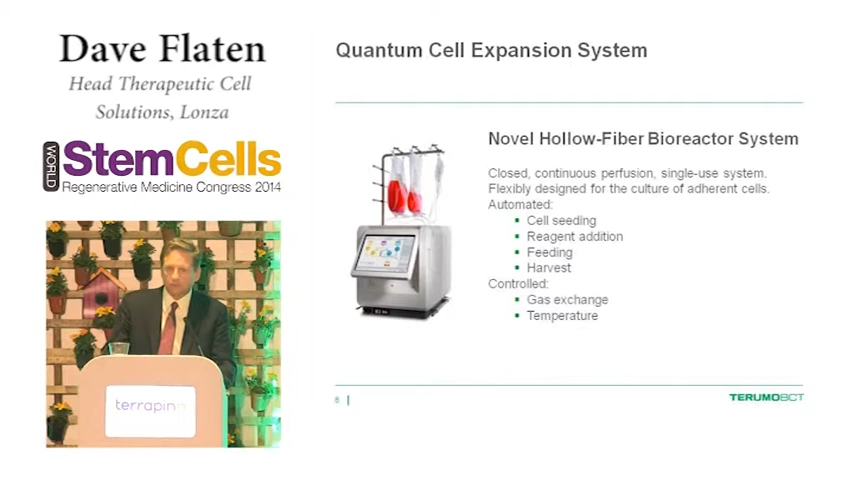 Dave Flaten
Head Therapeutic Cell
Solutions, Lonza
WORLD
StemCells
Regenerative Medicine Congress 2014
terrapinn
Quantum Cell Expansion System
Novel Hollow-Fiber Bioreactor System
Closed, continuous perfusion, single-use system.
Flexibly designed for the culture of adherent cells.
Automated:
▪ Cell seeding
▪ Reagent addition
▪ Feeding
▪ Harvest
Controlled:
▪ Gas exchange
▪ Temperature
TERUMOBCT